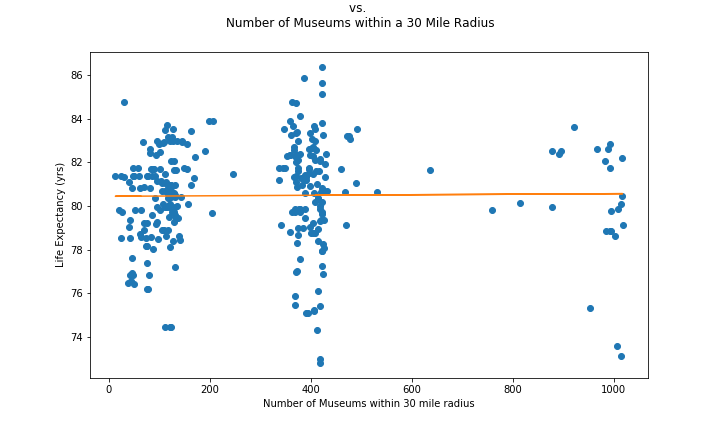 vs.
Number of Museums within a 30 Mile Radius
86
84
82
80
78
76
74
Life Expectancy (yrs)
0 200 400 600 800 1000
Number of Museums within 30 mile radius